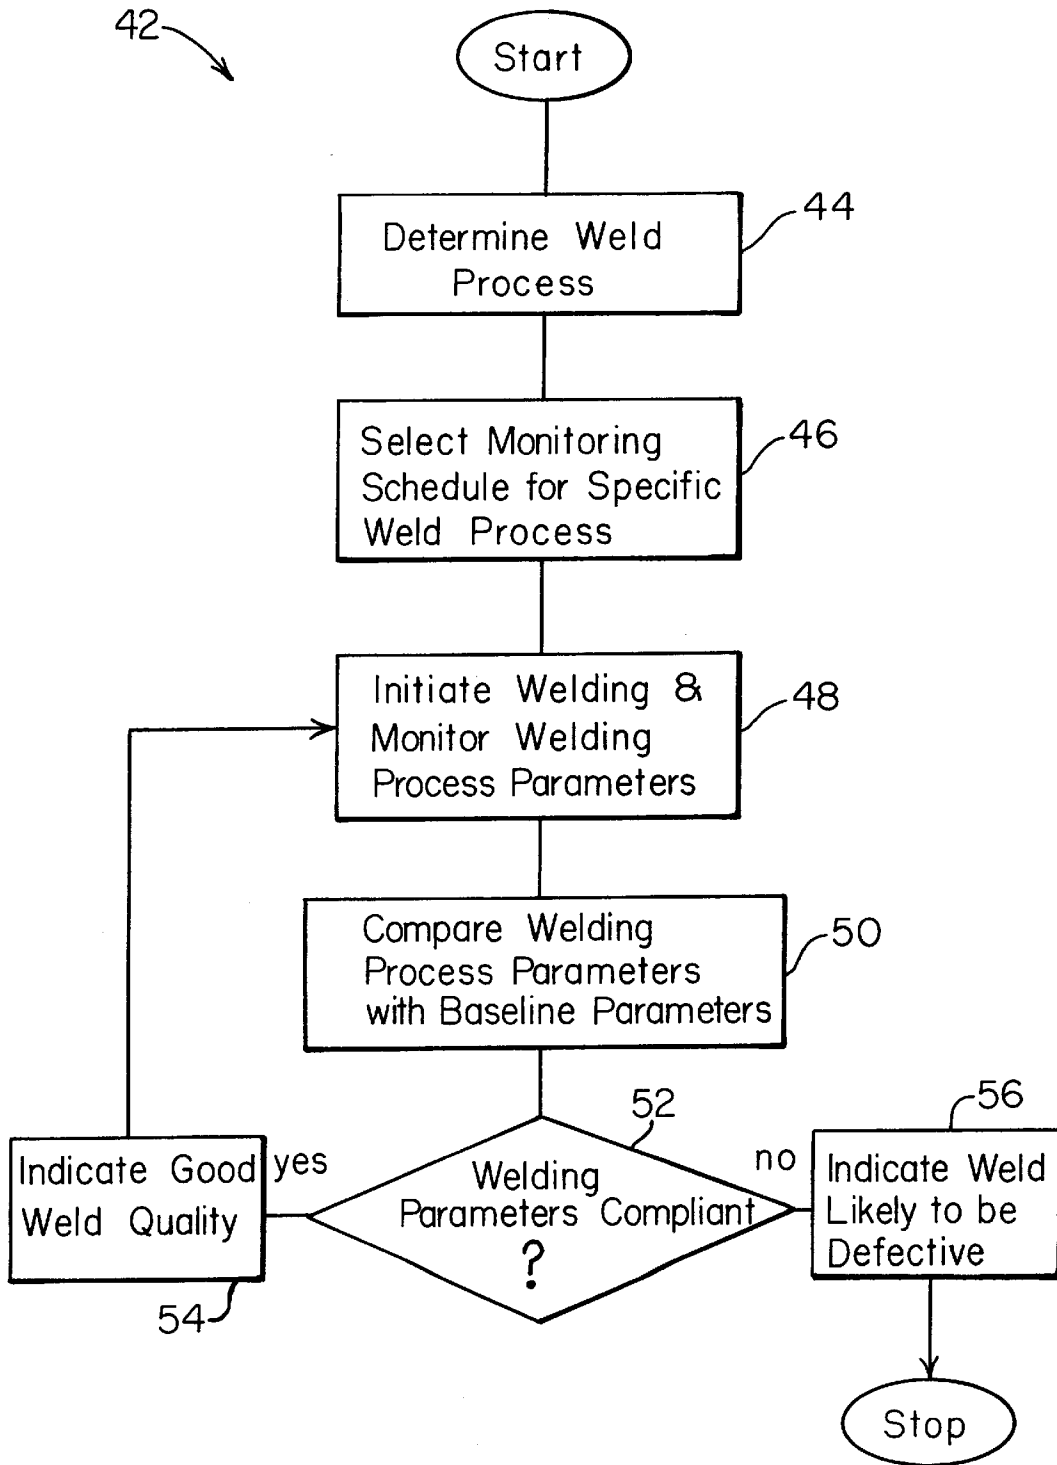 42
Start
Determine Weld
Process
44
Select Monitoring
Schedule for Specific
Weld Process
46
Initiate Welding &
Monitor Welding
Process Parameters
48
Compare Welding
Process Parameters
with Baseline Parameters
50
52
Welding
Parameters Compliant
?
yes
Indicate Good
Weld Quality
54
no
56
Indicate Weld
Likely to be
Defective
Stop